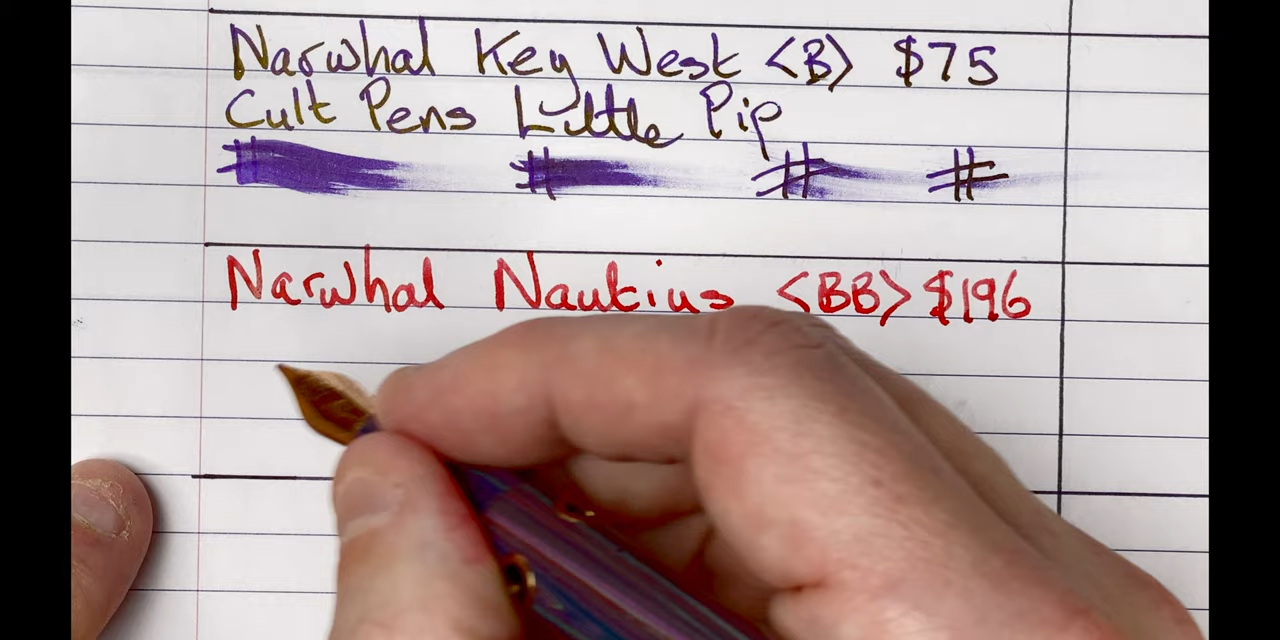 Narwhal Key West <B> $75
Cult Pens Little Pip
# # # #
Narwhal Nautius <BB> $196